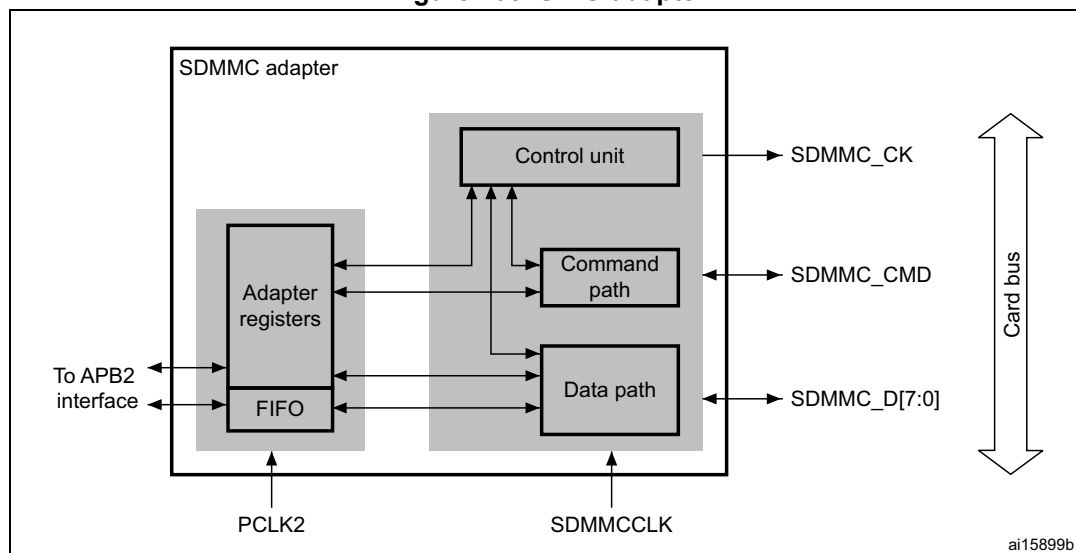 SDMMC adapter
Control unit
SDMMC_CK
Adapter
registers
Command
path
SDMMC_CMD
Card bus
To APB2
interface
FIFO
Data path
SDMMC_D[7:0]
PCLK2
SDMMCCLK
ai15899b